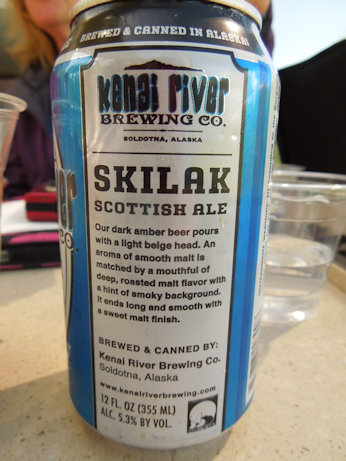 BREWED & CANNED IN ALASKA!
kenai river
BREWING CO.
SOLDOTNA, ALASKA
SKILAK
SCOTTISH ALE
Our dark amber beer pours
with a light beige head. An
aroma of smooth malt is
matched by a mouthful of
deep, roasted malt flavor with
a hint of smoky background.
It ends long and smooth with
a sweet malt finish.
BREWED & CANNED BY:
Kenai River Brewing Co.
Soldotna, Alaska
www.kenairiverbrewing.com
12 FL. OZ (355 ML)
ALC. 5.3% BY VOL.